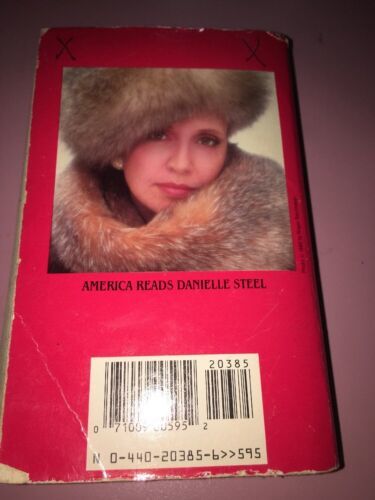 X X
AMERICA READS DANIELLE STEEL
20385
0 71009 00595 2
N 0-440-20385-6>>595